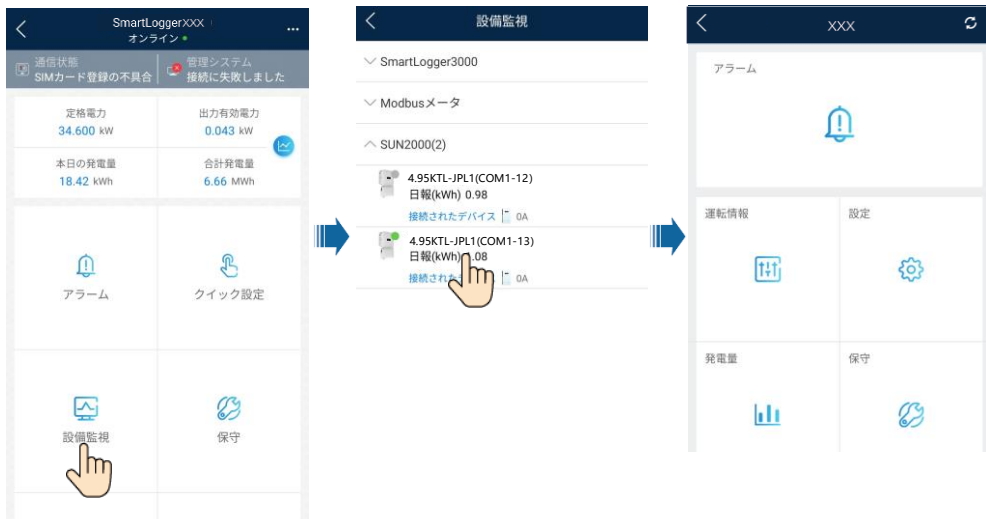 SmartLoggerXXX
オンライン
通信状態
SIMカード登録の不具合
管理システム
接続に失敗しました
定格電力
34.600 kW
出力有効電力
0.043 kW
本日の発電量
18.42 kWh
合計発電量
6.66 MWh
アラーム
クイック設定
設備監視
保守
設備監視
SmartLogger3000
Modbusメータ
SUN2000(2)
4.95KTL-JPL1(COM1-12)
日報(kWh) 0.98
接続されたデバイス 0A
4.95KTL-JPL1(COM1-13)
日報(kWh) .08
接続された 0A
XXX
アラーム
運転情報
設定
発電量
保守